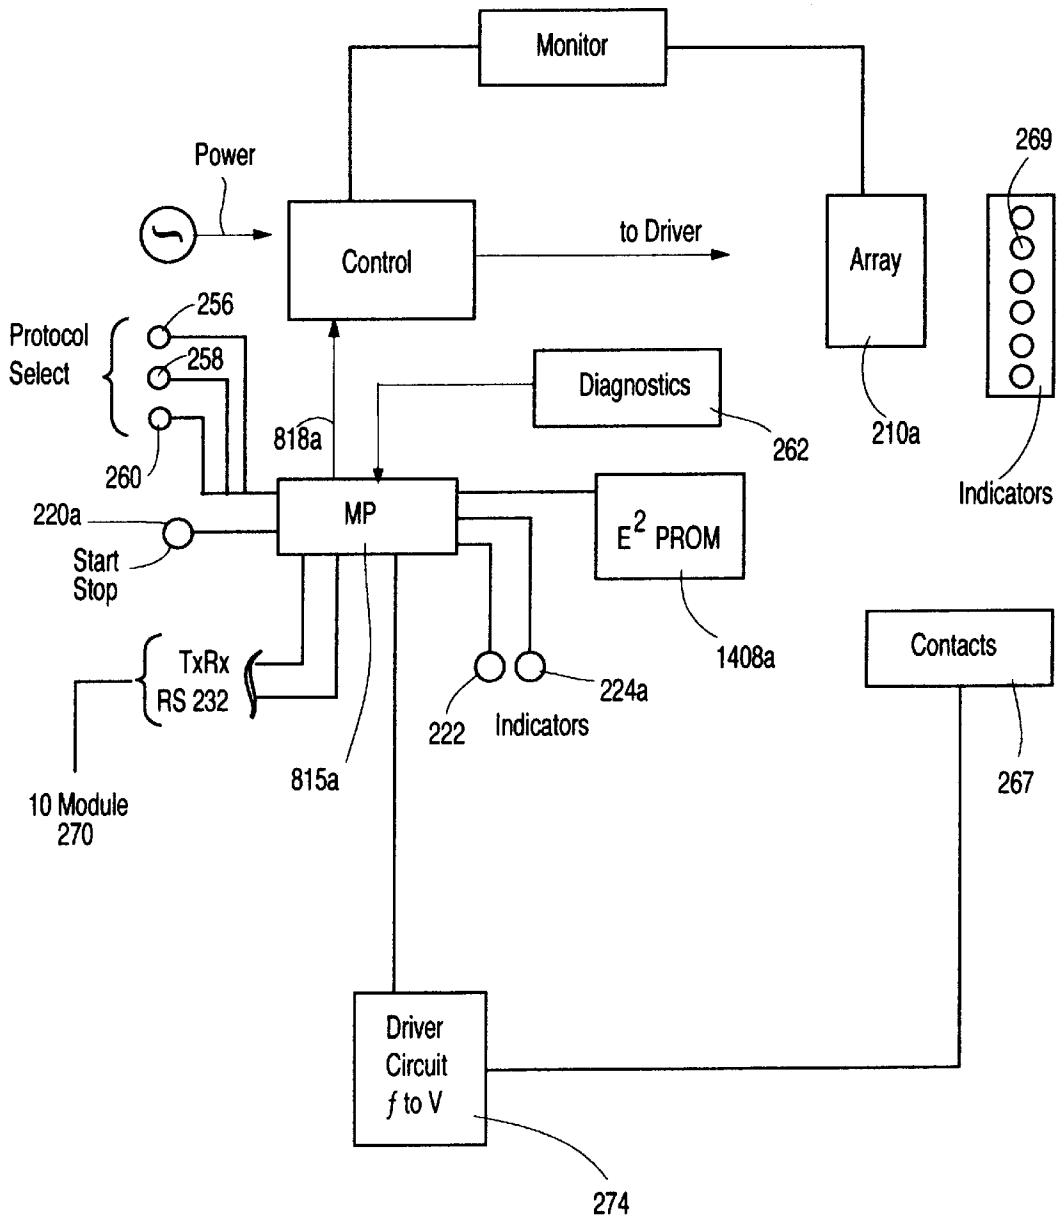 Monitor
269
Power
to Driver
Control
Array
256
Protocol
Select
258
Diagnostics
818a
260
262
210a
Indicators
220a
MP
E2 PROM
Start
Stop
Contacts
TxRx
RS 232
1408a
224a
222
Indicators
815a
267
10 Module
270
Driver
Circuit
f to V
274